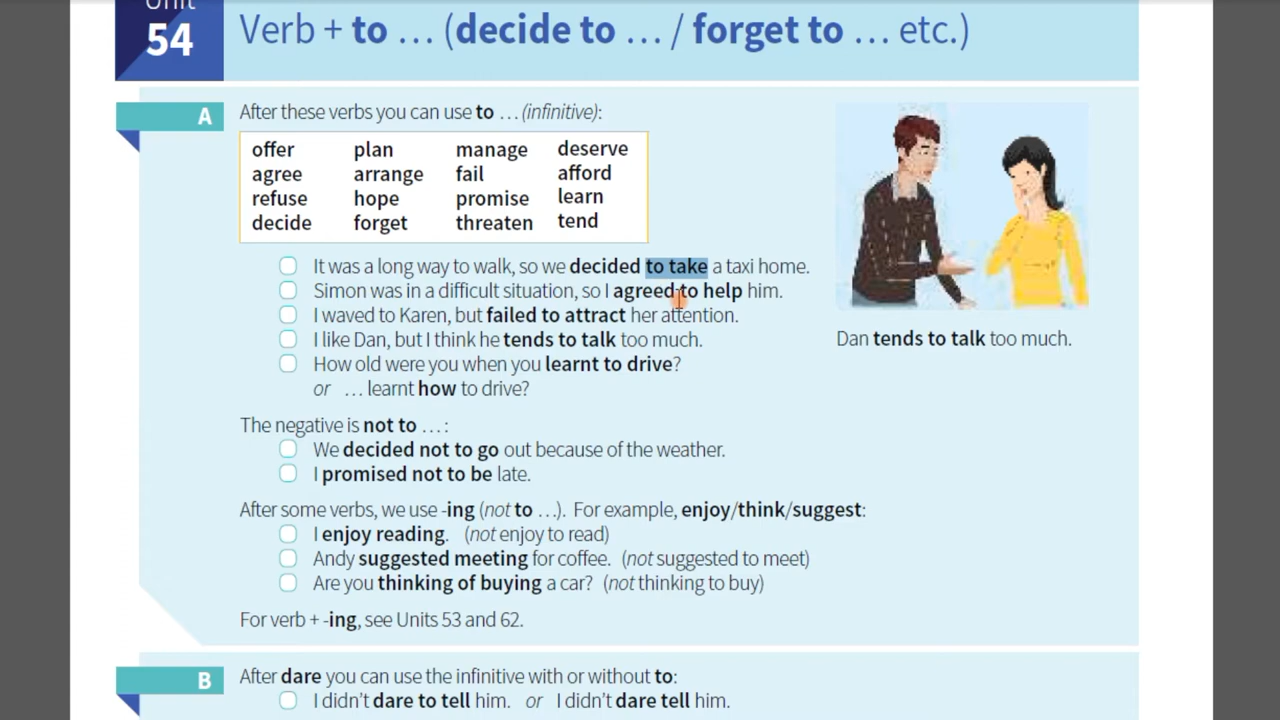 Unit
54
Verb + to … (decide to … / forget to … etc.)
A
After these verbs you can use to … (infinitive):
offer plan manage deserve
agree arrange fail afford
refuse hope promise learn
decide forget threaten tend
It was a long way to walk, so we decided to take a taxi home.
Simon was in a difficult situation, so I agreed to help him.
I waved to Karen, but failed to attract her attention.
I like Dan, but I think he tends to talk too much.
How old were you when you learnt to drive?
or … learnt how to drive?
Dan tends to talk too much.
The negative is not to … :
We decided not to go out because of the weather.
I promised not to be late.
After some verbs, we use -ing (not to …). For example, enjoy/think/suggest:
I enjoy reading. (not enjoy to read)
Andy suggested meeting for coffee. (not suggested to meet)
Are you thinking of buying a car? (not thinking to buy)
For verb + -ing, see Units 53 and 62.
B
After dare you can use the infinitive with or without to:
I didn't dare to tell him. or I didn't dare tell him.